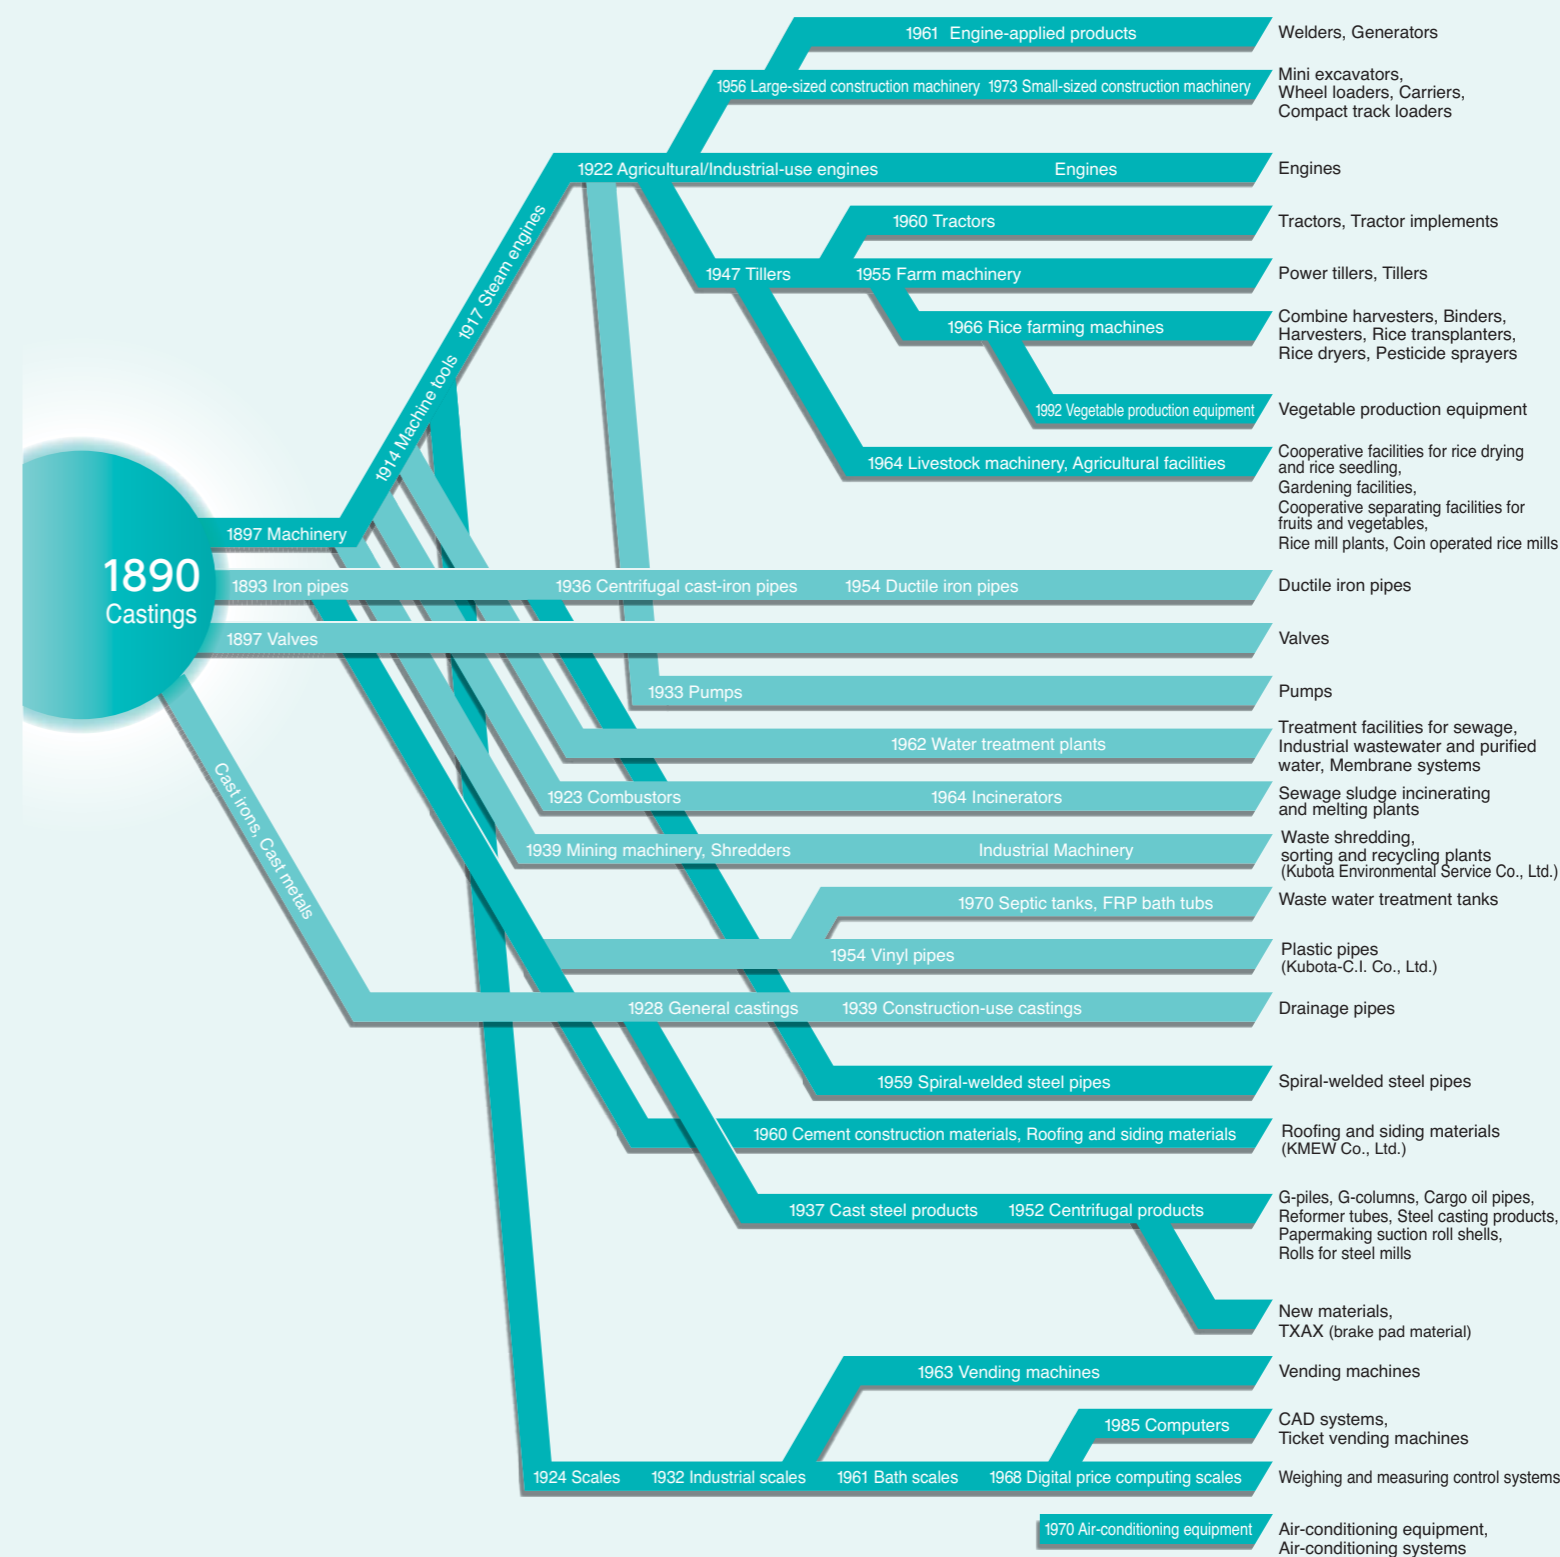 1961 Engine-applied products
Welders, Generators
1956 Large-sized construction machinery 1973 Small-sized construction machinery
Mini excavators,
Wheel loaders, Carriers,
Compact track loaders
1922 Agricultural/Industrial-use engines
Engines
Engines
1917 Steam engines
1914 Machine tools
1960 Tractors
Tractors, Tractor implements
1947 Tillers
1955 Farm machinery
Power tillers, Tillers
1966 Rice farming machines
Combine harvesters, Binders,
Harvesters, Rice transplanters,
Rice dryers, Pesticide sprayers
1992 Vegetable production equipment
Vegetable production equipment
1964 Livestock machinery, Agricultural facilities
Cooperative facilities for rice drying
and rice seedling,
Gardening facilities,
Cooperative separating facilities for
fruits and vegetables,
Rice mill plants, Coin operated rice mills
1890
Castings
1897 Machinery
1893 Iron pipes
1936 Centrifugal cast-iron pipes
1954 Ductile iron pipes
Ductile iron pipes
1897 Valves
Valves
1933 Pumps
Pumps
1962 Water treatment plants
Treatment facilities for sewage,
Industrial wastewater and purified
water, Membrane systems
1923 Combustors
1964 Incinerators
Sewage sludge incinerating
and melting plants
1939 Mining machinery, Shredders
Industrial Machinery
Waste shredding,
sorting and recycling plants
(Kubota Environmental Service Co., Ltd.)
Cast irons, Cast metals
1970 Septic tanks, FRP bath tubs
Waste water treatment tanks
1954 Vinyl pipes
Plastic pipes
(Kubota-C.I. Co., Ltd.)
1928 General castings
1939 Construction-use castings
Drainage pipes
1959 Spiral-welded steel pipes
Spiral-welded steel pipes
1960 Cement construction materials, Roofing and siding materials
Roofing and siding materials
(KMEW Co., Ltd.)
1937 Cast steel products
1952 Centrifugal products
G-piles, G-columns, Cargo oil pipes,
Reformer tubes, Steel casting products,
Papermaking suction roll shells,
Rolls for steel mills
New materials,
TXAX (brake pad material)
1963 Vending machines
Vending machines
1985 Computers
CAD systems,
Ticket vending machines
1924 Scales
1932 Industrial scales
1961 Bath scales
1968 Digital price computing scales
Weighing and measuring control systems
1970 Air-conditioning equipment
Air-conditioning equipment,
Air-conditioning systems